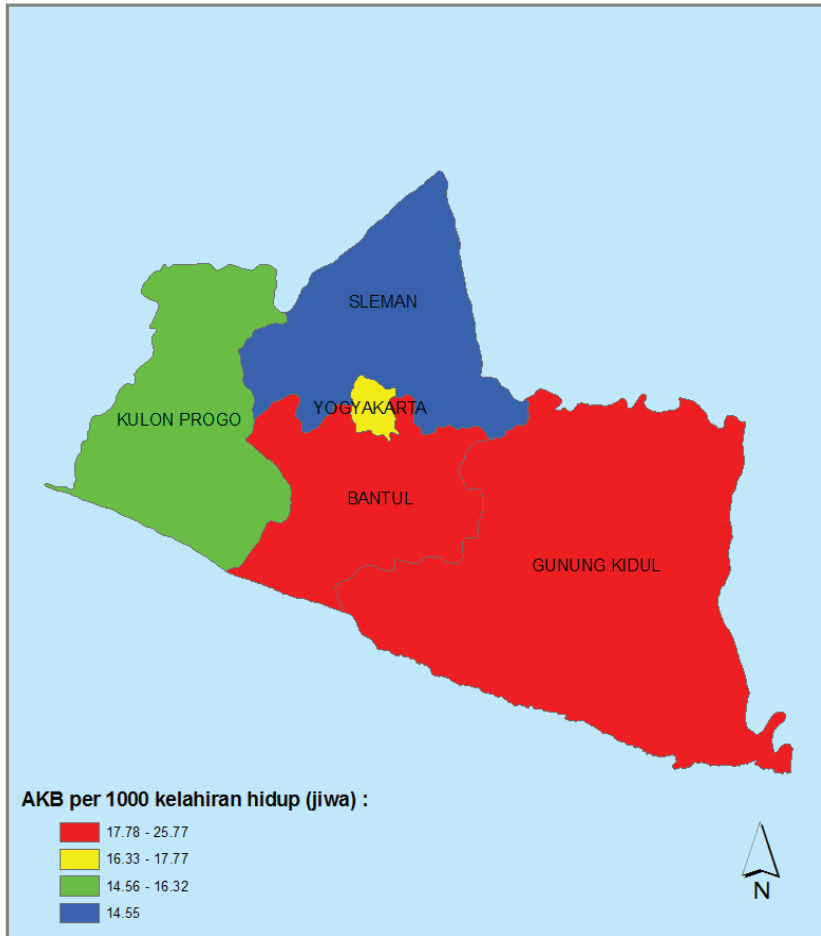 SLEMAN
YOGYAKARTA
KULON PROGO
BANTUL
GUNUNG KIDUL
AKB per 1000 kelahiran hidup (jiwa) :
17.78 - 25.77
16.33 - 17.77
14.56 - 16.32
14.55
N